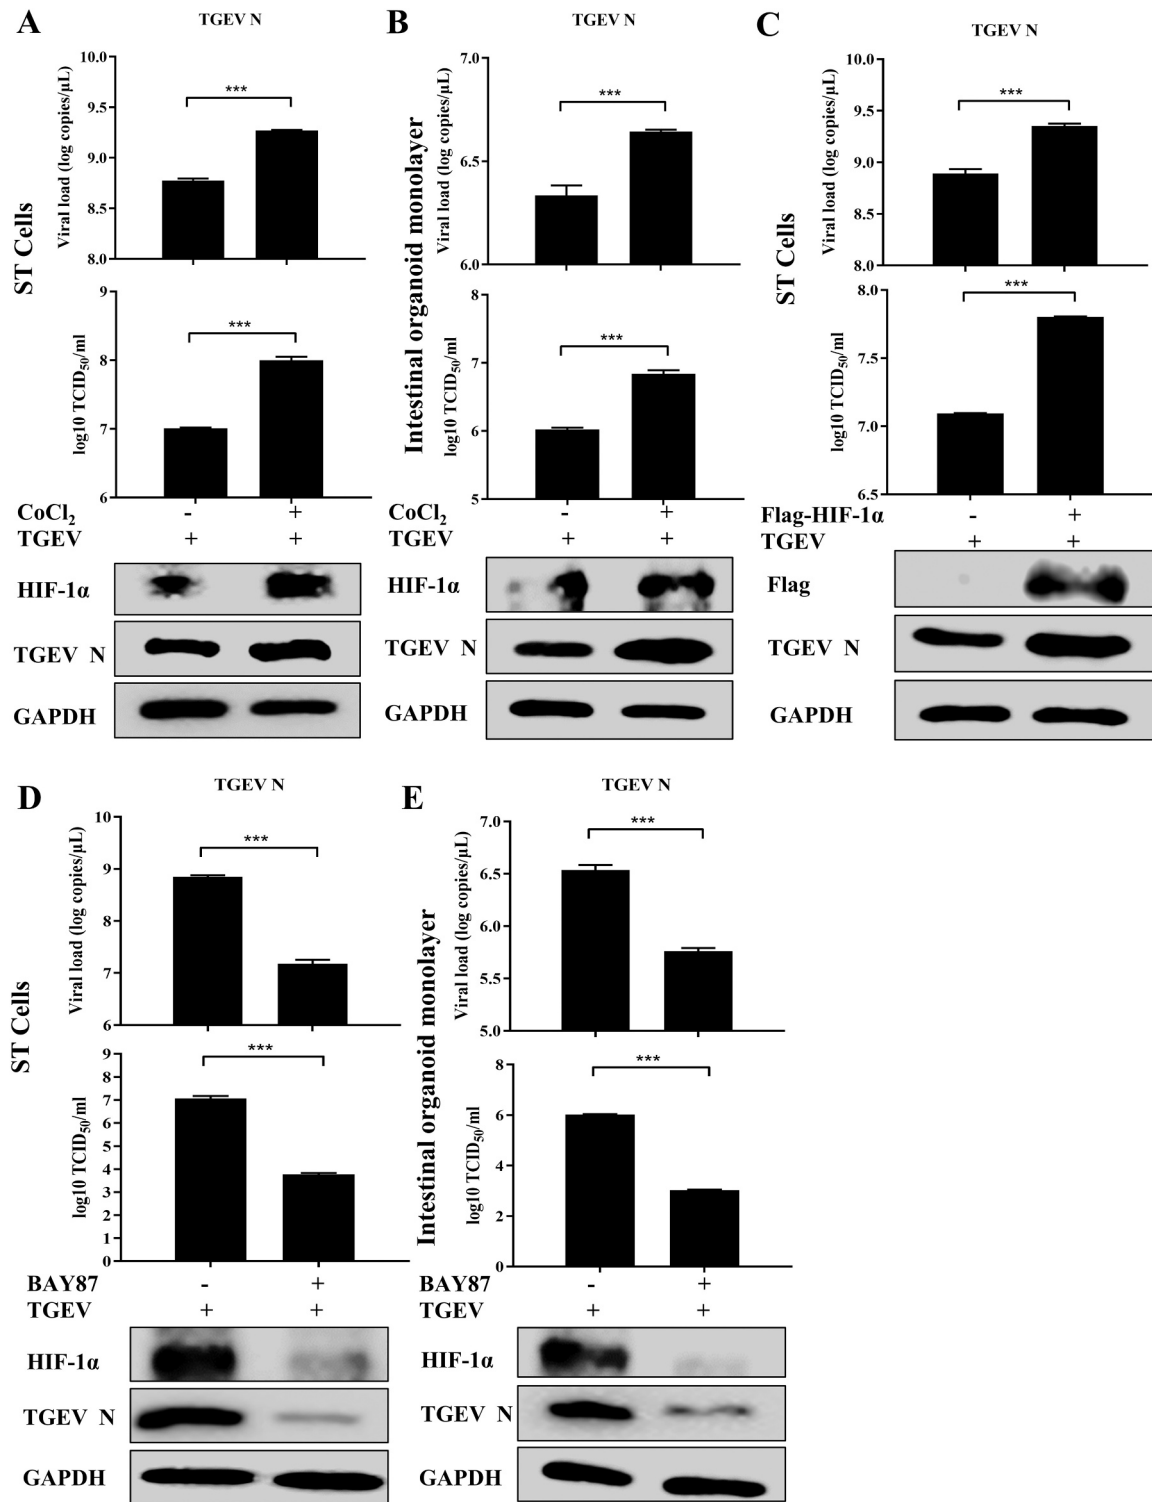 A
TGEV N
Viral load (log copies/μL)
10.0
9.5
9.0
8.5
8.0
***
ST Cells
log10 TCID50/ml
9
8
7
6
***
CoCl2 - +
TGEV + +
HIF-1α
TGEV N
GAPDH
B
TGEV N
Viral load (log copies/μL)
7.0
6.5
6.0
***
Intestinal organoid monolayer
log10 TCID50/ml
8
7
6
5
***
CoCl2 - +
TGEV + +
HIF-1α
TGEV N
GAPDH
C
TGEV N
Viral load (log copies/μL)
10.0
9.5
9.0
8.5
8.0
***
ST Cells
log10 TCID50/ml
8.0
7.5
7.0
6.5
***
Flag-HIF-1α - +
TGEV + +
Flag
TGEV N
GAPDH
D
TGEV N
Viral load (log copies/μL)
10
9
8
7
6
***
ST Cells
log10 TCID50/ml
9
8
7
6
5
4
3
2
1
0
***
BAY87 - +
TGEV + +
HIF-1α
TGEV N
GAPDH
E
TGEV N
Viral load (log copies/μL)
7.0
6.5
6.0
5.5
5.0
***
Intestinal organoid monolayer
log10 TCID50/ml
8
6
4
2
0
***
BAY87 - +
TGEV + +
HIF-1α
TGEV N
GAPDH